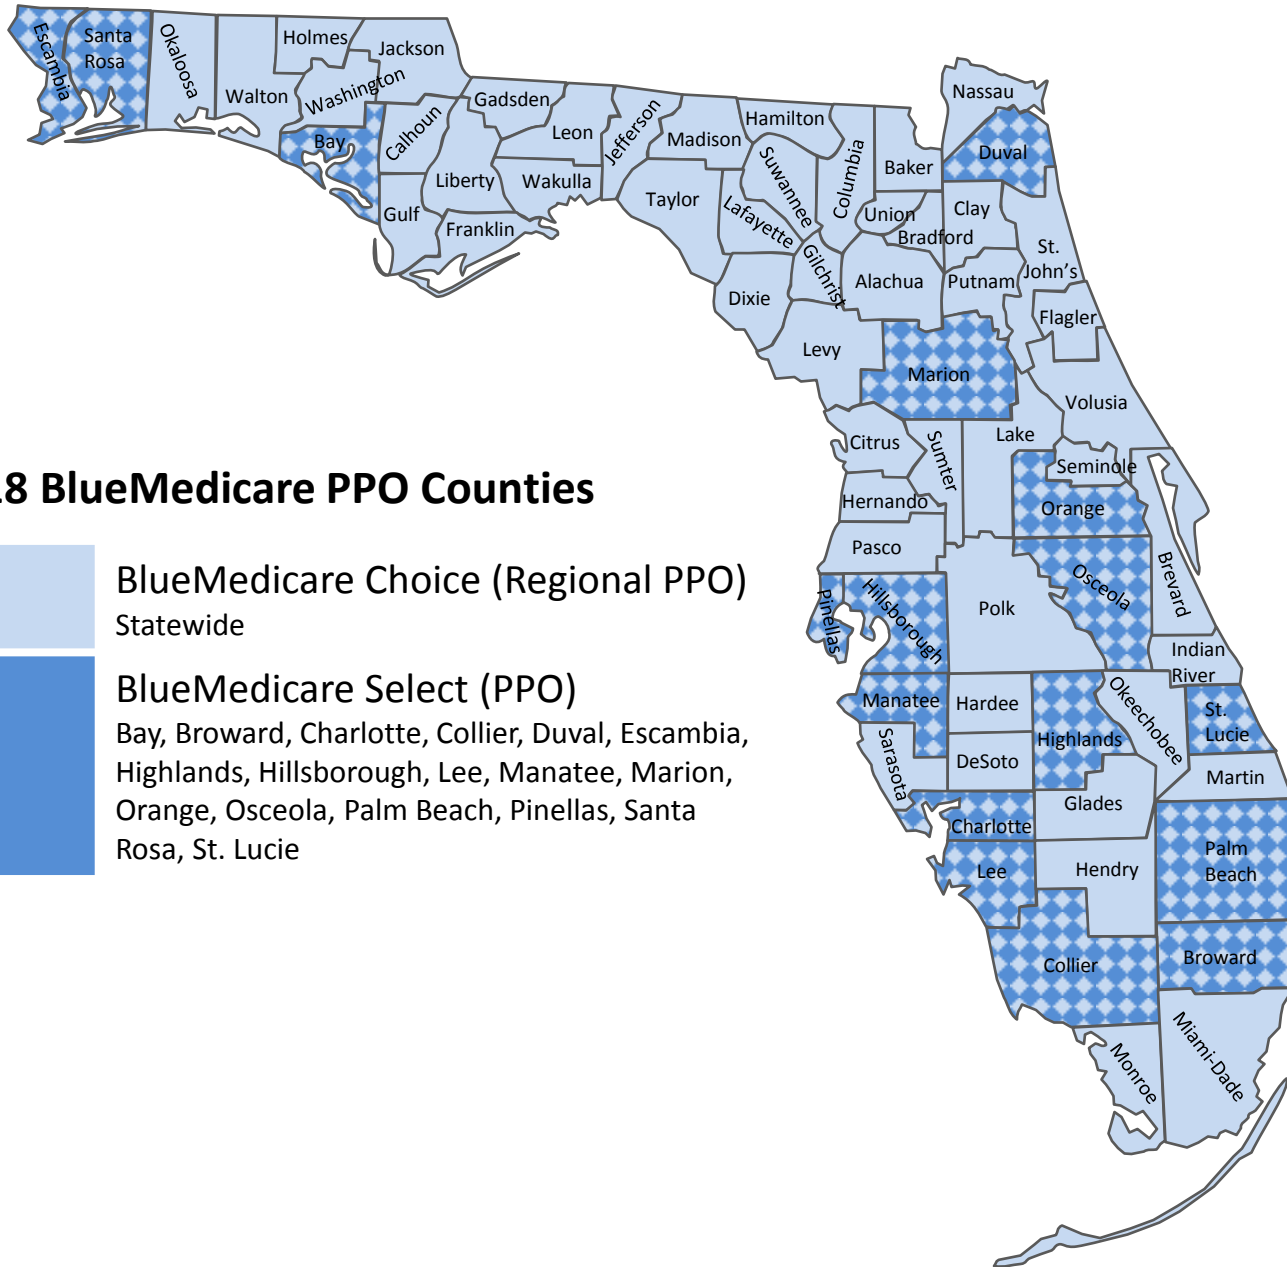 Escambia
Santa
Rosa
Okaloosa
Walton
Holmes
Washington
Jackson
Bay
Calhoun
Gulf
Liberty
Gadsden
Franklin
Leon
Wakulla
Jefferson
Madison
Taylor
Hamilton
Suwannee
Lafayette
Dixie
Columbia
Gilchrist
Baker
Union
Bradford
Alachua
Levy
Nassau
Duval
Clay
Putnam
St.
John's
Flagler
Marion
Volusia
Citrus
Sumter
Lake
Seminole
Hernando
Orange
Pasco
Pinellas
Hillsborough
Polk
Osceola
Brevard
Indian
River
Manatee
Hardee
Highlands
Okeechobee
St.
Lucie
Sarasota
DeSoto
Martin
Glades
Charlotte
Lee
Hendry
Palm
Beach
Collier
Broward
Monroe
Miami-Dade
8 BlueMedicare PPO Counties
BlueMedicare Choice (Regional PPO)
Statewide
BlueMedicare Select (PPO)
Bay, Broward, Charlotte, Collier, Duval, Escambia,
Highlands, Hillsborough, Lee, Manatee, Marion,
Orange, Osceola, Palm Beach, Pinellas, Santa
Rosa, St. Lucie